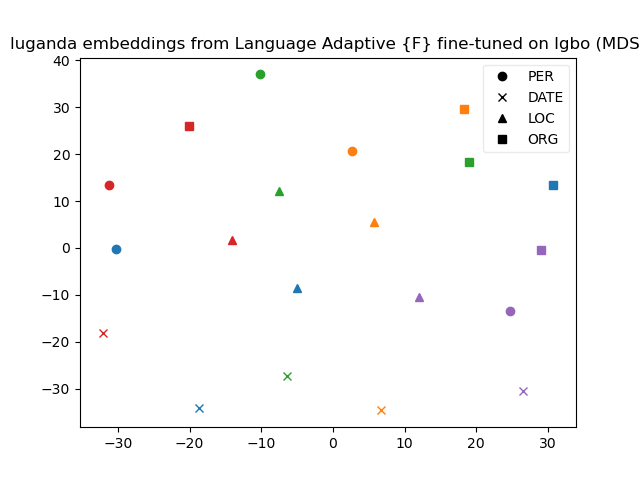 luganda embeddings from Language Adaptive {F} fine-tuned on Igbo (MDS
PER
DATE
LOC
ORG
40
30
20
10
0
−10
−20
−30
−30 −20 −10 0 10 20 30